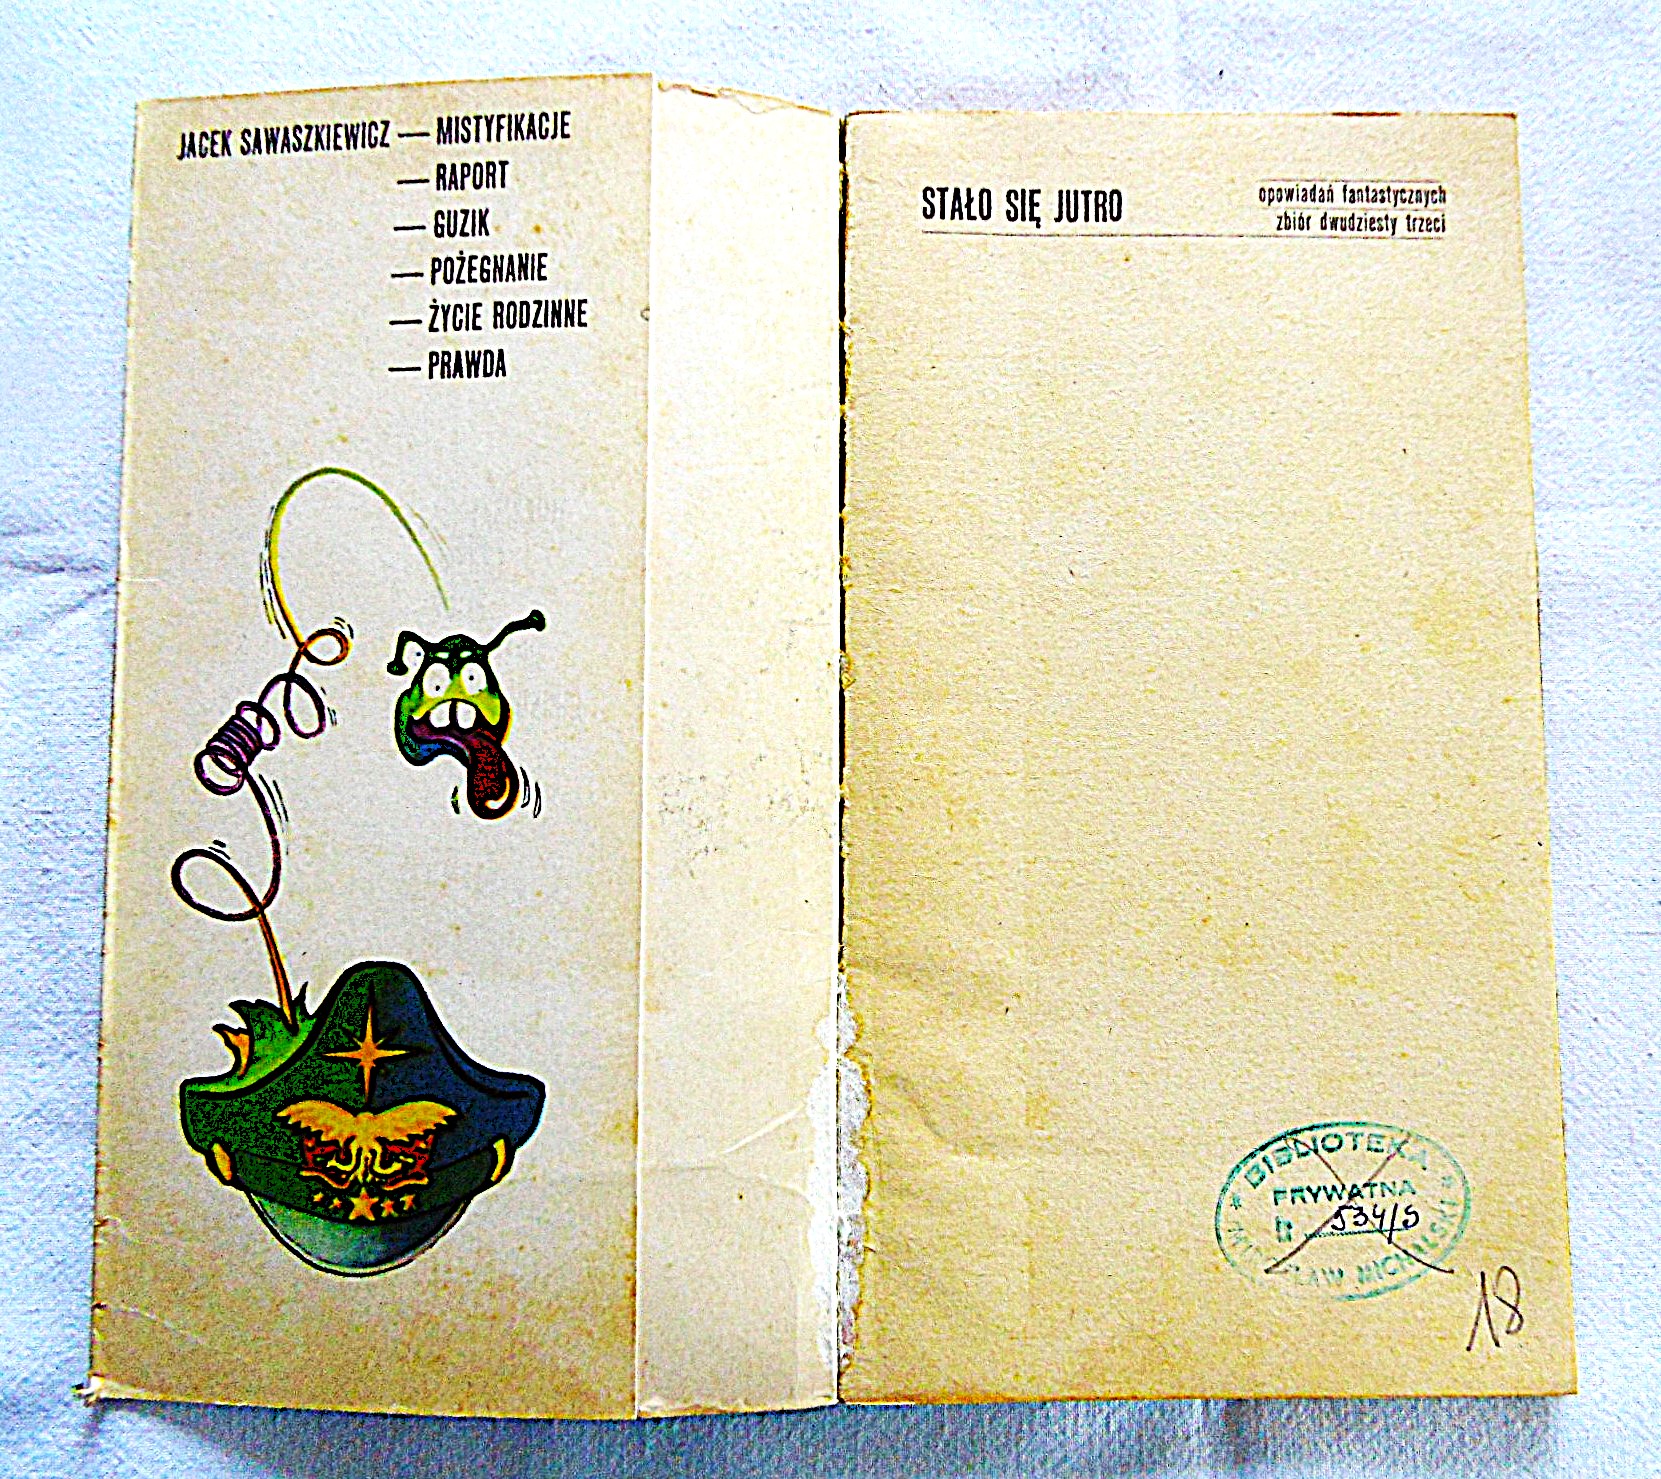 JACEK SAWASZKIEWICZ — MISTYFIKACJE
— RAPORT
— GUZIK
— POŻEGNANIE
— ŻYCIE RODZINNE
— PRAWDA
STAŁO SIĘ JUTRO
opowiadań fantastycznych
zbiór dwudziesty trzeci
BIBLIOTEKA
PRYWATNA
534/S
18